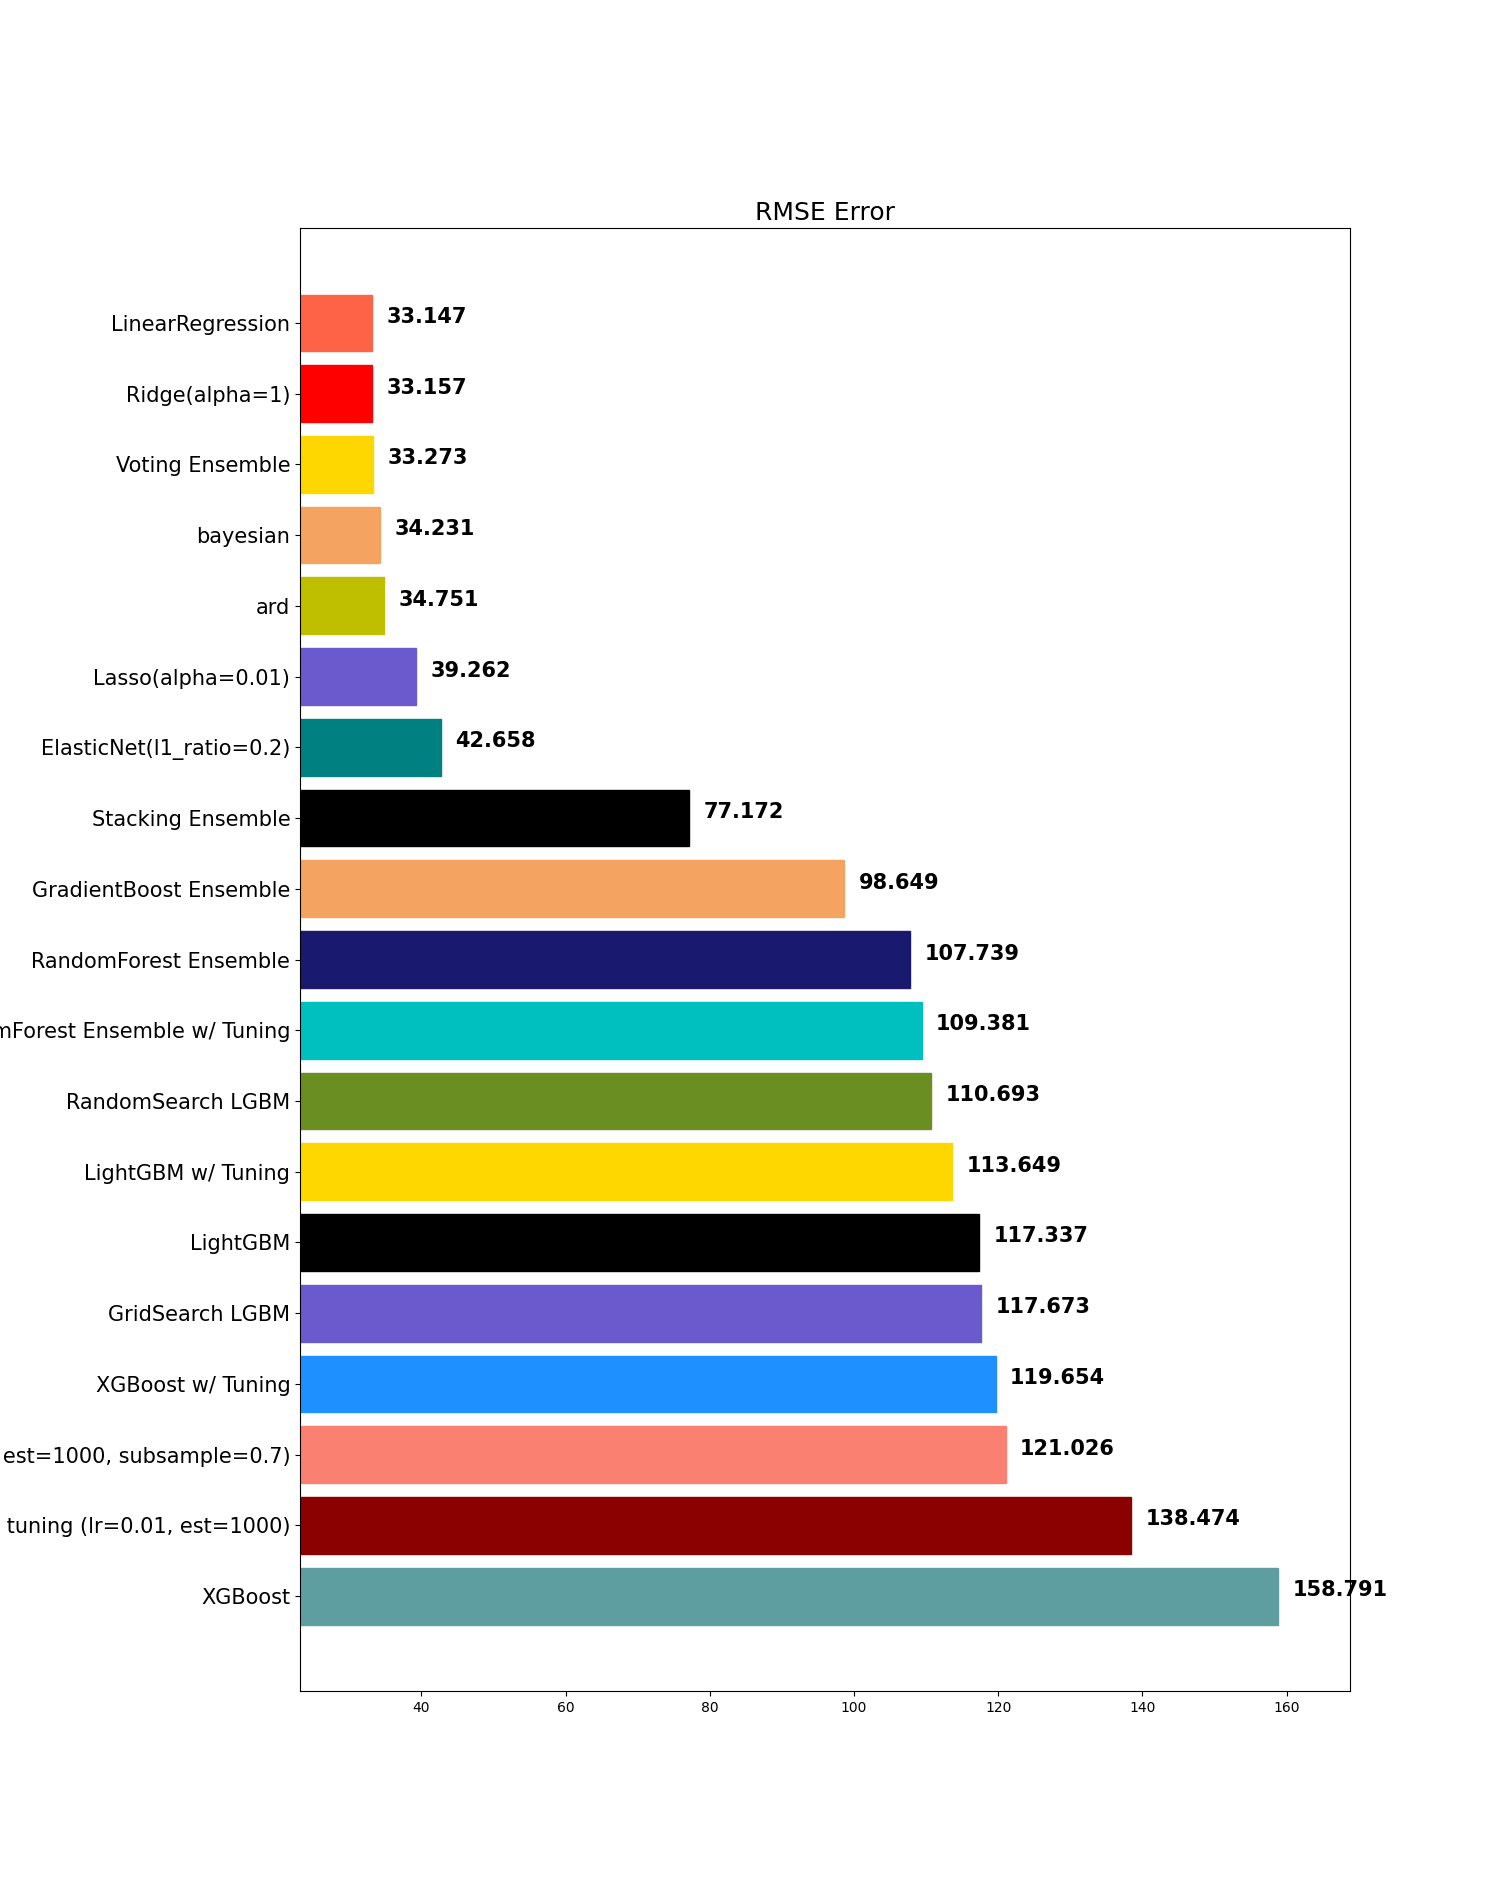 RMSE Error
LinearRegression 33.147
Ridge(alpha=1) 33.157
Voting Ensemble 33.273
bayesian 34.231
ard 34.751
Lasso(alpha=0.01) 39.262
ElasticNet(l1_ratio=0.2) 42.658
Stacking Ensemble 77.172
GradientBoost Ensemble 98.649
RandomForest Ensemble 107.739
mForest Ensemble w/ Tuning 109.381
RandomSearch LGBM 110.693
LightGBM w/ Tuning 113.649
LightGBM 117.337
GridSearch LGBM 117.673
XGBoost w/ Tuning 119.654
est=1000, subsample=0.7) 121.026
tuning (lr=0.01, est=1000) 138.474
XGBoost 158.791
40 60 80 100 120 140 160